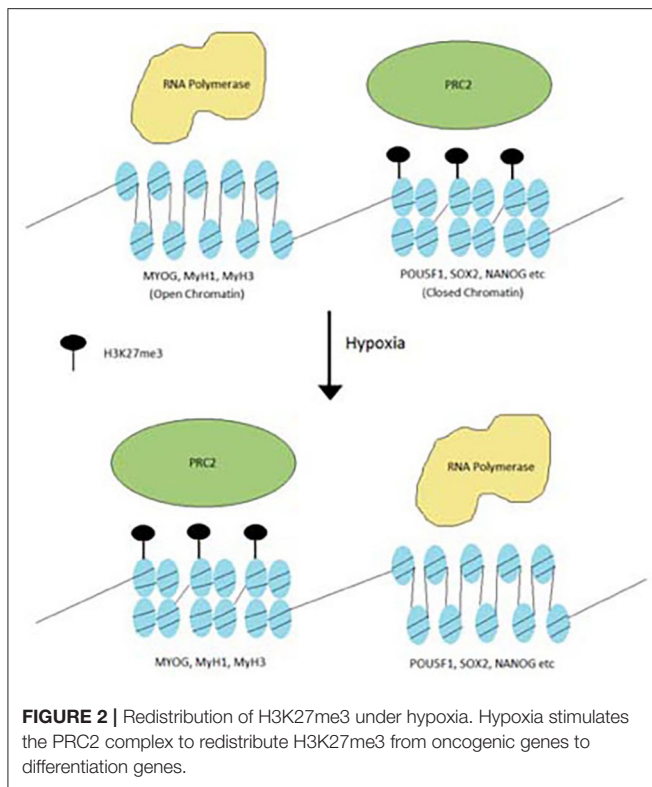 RNA Polymerase
PRC2
MYOG, MyH1, MyH3
(Open Chromatin)
POU5F1, SOX2, NANOG etc
(Closed Chromatin)
H3K27me3
Hypoxia
PRC2
RNA Polymerase
MYOG, MyH1, MyH3
POU5F1, SOX2, NANOG etc
FIGURE 2 | Redistribution of H3K27me3 under hypoxia. Hypoxia stimulates
the PRC2 complex to redistribute H3K27me3 from oncogenic genes to
differentiation genes.